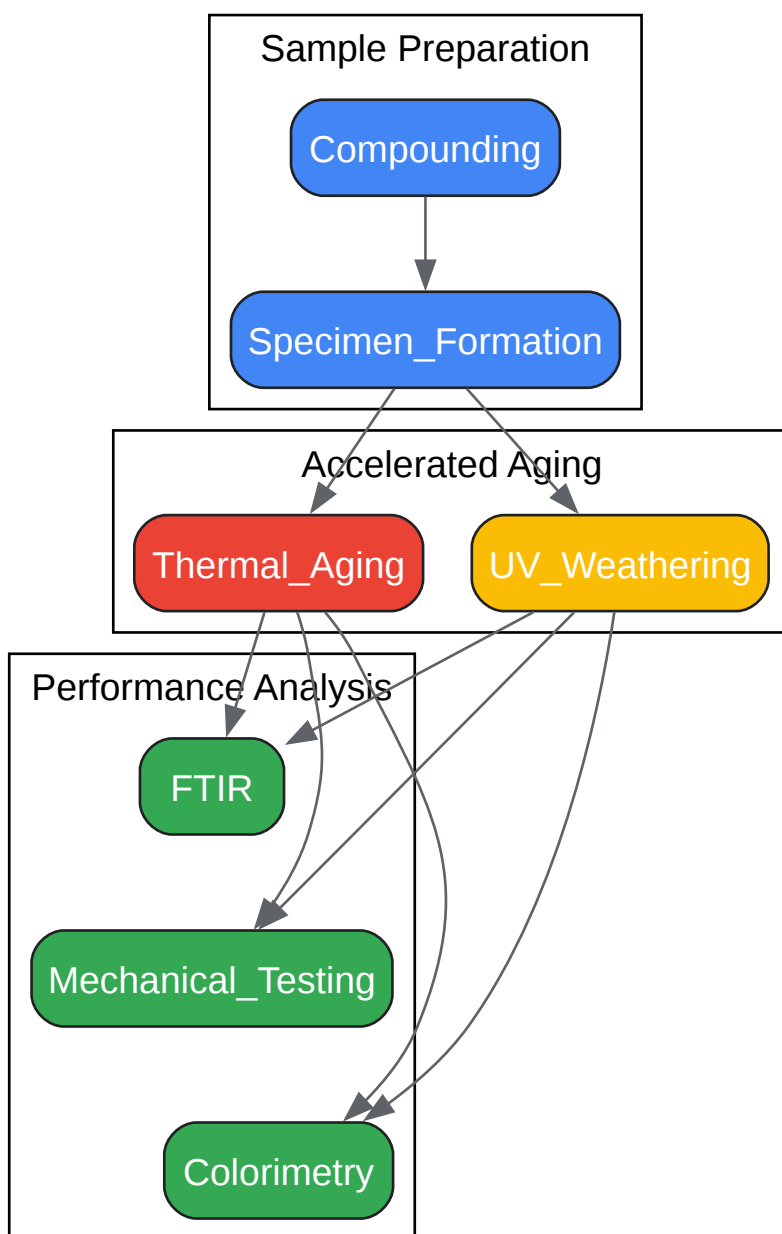 Sample Preparation
Compounding
Specimen_Formation
Accelerated Aging
Thermal_Aging
UV_Weathering
Performance Analysis
FTIR
Mechanical_Testing
Colorimetry